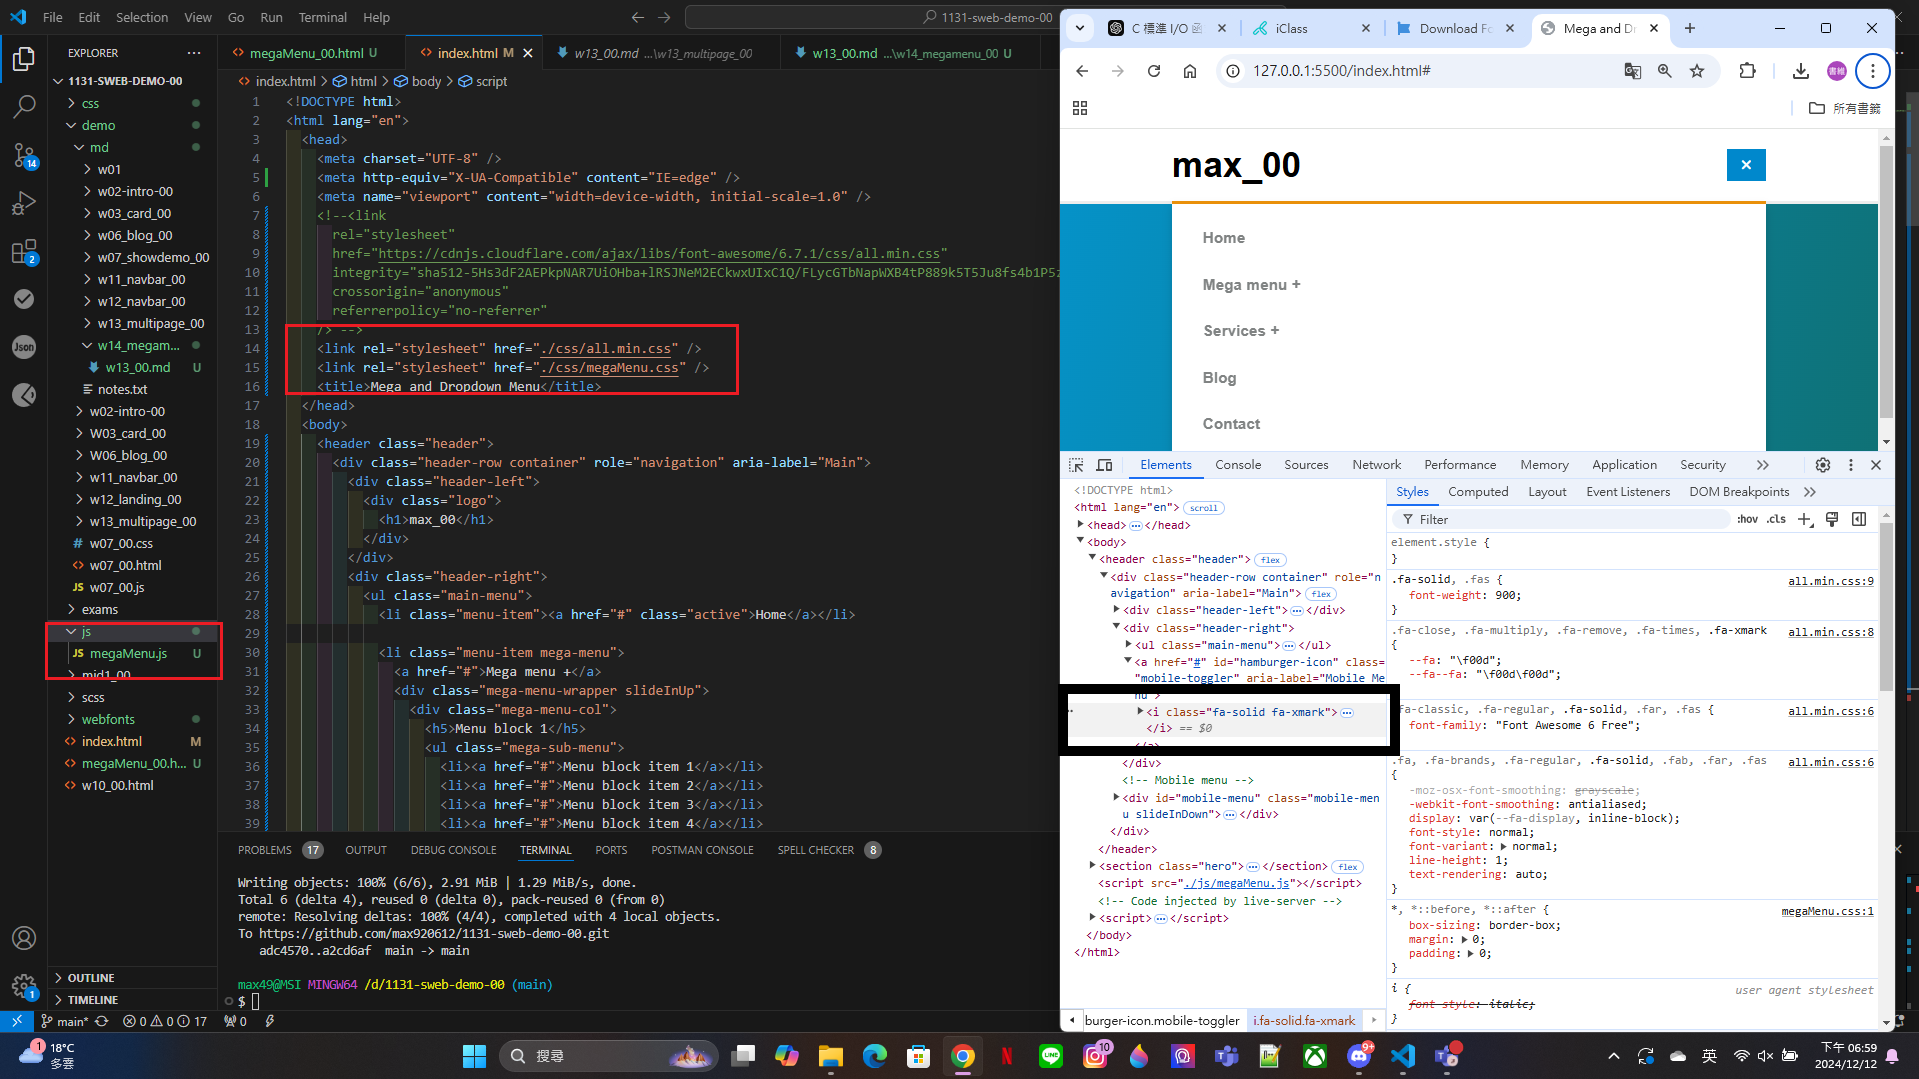 File Edit Selection View Go Run Terminal Help
1131-sweb-demo-00
EXPLORER
1131-SWEB-DEMO-00
css
demo
md
w01
w02-intro-00
w03_card_00
w06_blog_00
w07_showdemo_00
w11_navbar_00
w12_navbar_00
w13_multipage_00
w14_megam...
w13_00.md U
notes.txt
w02-intro-00
W03_card_00
W06_blog_00
w11_navbar_00
w12_landing_00
w13_multipage_00
w07_00.css
w07_00.html
w07_00.js
exams
js
megaMenu.js U
mid1_00
scss
webfonts
index.html M
megaMenu_00.h... U
w10_00.html
OUTLINE
TIMELINE
megaMenu_00.html U
index.html M
w13_00.md ...\w13_multipage_00
w13_00.md ...\w14_megamenu_00 U
index.html > html > body > script
1 <!DOCTYPE html>
2 <html lang="en">
3 <head>
4 <meta charset="UTF-8" />
5 <meta http-equiv="X-UA-Compatible" content="IE=edge" />
6 <meta name="viewport" content="width=device-width, initial-scale=1.0" />
7 <!--<link
8 rel="stylesheet"
9 href="https://cdnjs.cloudflare.com/ajax/libs/font-awesome/6.7.1/css/all.min.css"
10 integrity="sha512-5Hs3dF2AEPkpNAR7UiOHba+lRSJNeM2ECkwxUIxC1Q/FLycGTbNapWXB4tP889k5T5Ju8fs4b1P5z
11 crossorigin="anonymous"
12 referrerpolicy="no-referrer"
13 /> -->
14 <link rel="stylesheet" href="./css/all.min.css" />
15 <link rel="stylesheet" href="./css/megaMenu.css" />
16 <title>Mega and Dropdown Menu</title>
17 </head>
18 <body>
19 <header class="header">
20 <div class="header-row container" role="navigation" aria-label="Main">
21 <div class="header-left">
22 <div class="logo">
23 <h1>max_00</h1>
24 </div>
25 </div>
26 <div class="header-right">
27 <ul class="main-menu">
28 <li class="menu-item"><a href="#" class="active">Home</a></li>
29
30 <li class="menu-item mega-menu">
31 <a href="#">Mega menu +</a>
32 <div class="mega-menu-wrapper slideInUp">
33 <div class="mega-menu-col">
34 <h5>Menu block 1</h5>
35 <ul class="mega-sub-menu">
36 <li><a href="#">Menu block item 1</a></li>
37 <li><a href="#">Menu block item 2</a></li>
38 <li><a href="#">Menu block item 3</a></li>
39 <li><a href="#">Menu block item 4</a></li>
PROBLEMS 17 OUTPUT DEBUG CONSOLE TERMINAL PORTS POSTMAN CONSOLE SPELL CHECKER 8
Writing objects: 100% (6/6), 2.91 MiB | 1.29 MiB/s, done.
Total 6 (delta 4), reused 0 (delta 0), pack-reused 0 (from 0)
remote: Resolving deltas: 100% (4/4), completed with 4 local objects.
To https://github.com/max920612/1131-sweb-demo-00.git
adc4570..a2cd6af main -> main
max49@MSI MINGW64 /d/1131-sweb-demo-00 (main)
$
main* 0 0 17 0
14
2
1
Json
C 標準 I/O 函
iClass
Download Fo
Mega and Dr
127.0.0.1:5500/index.html#
書維
所有書籤
max_00
Home
Mega menu +
Services +
Blog
Contact
Elements Console Sources Network Performance Memory Application Security
<!DOCTYPE html>
<html lang="en"> scroll
<head> </head>
<body>
<header class="header"> flex
<div class="header-row container" role="n
avigation" aria-label="Main"> flex
<div class="header-left"> </div>
<div class="header-right">
<ul class="main-menu"> </ul>
<a href="#" id="hamburger-icon" class=
"mobile-toggler" aria-label="Mobile Me
nu">
<i class="fa-solid fa-xmark">
</i> == $0
</a>
</div>
<!-- Mobile menu -->
<div id="mobile-menu" class="mobile-men
u slideInDown"> </div>
</div>
</header>
<section class="hero"> </section> flex
<script src="./js/megaMenu.js"></script>
<!-- Code injected by live-server -->
<script> </script>
</body>
</html>
burger-icon.mobile-toggler i.fa-solid.fa-xmark
Styles Computed Layout Event Listeners DOM Breakpoints
Filter :hov .cls
element.style {
}
.fa-solid, .fas { all.min.css:9
font-weight: 900;
}
.fa-close, .fa-multiply, .fa-remove, .fa-times, .fa-xmark all.min.css:8
{
--fa: "\f00d";
--fa--fa: "\f00d\f00d";
fa-classic, .fa-regular, .fa-solid, .far, .fas { all.min.css:6
font-family: "Font Awesome 6 Free";
.fa, .fa-brands, .fa-regular, .fa-solid, .fab, .far, .fas all.min.css:6
{
-moz-osx-font-smoothing: grayscale;
-webkit-font-smoothing: antialiased;
display: var(--fa-display, inline-block);
font-style: normal;
font-variant: normal;
line-height: 1;
text-rendering: auto;
}
*, *::before, *::after { megaMenu.css:1
box-sizing: border-box;
margin: 0;
padding: 0;
}
i { user agent stylesheet
font-style: italic;
}
1
18°C
多雲
搜尋
10
9+
英
下午 06:59
2024/12/12